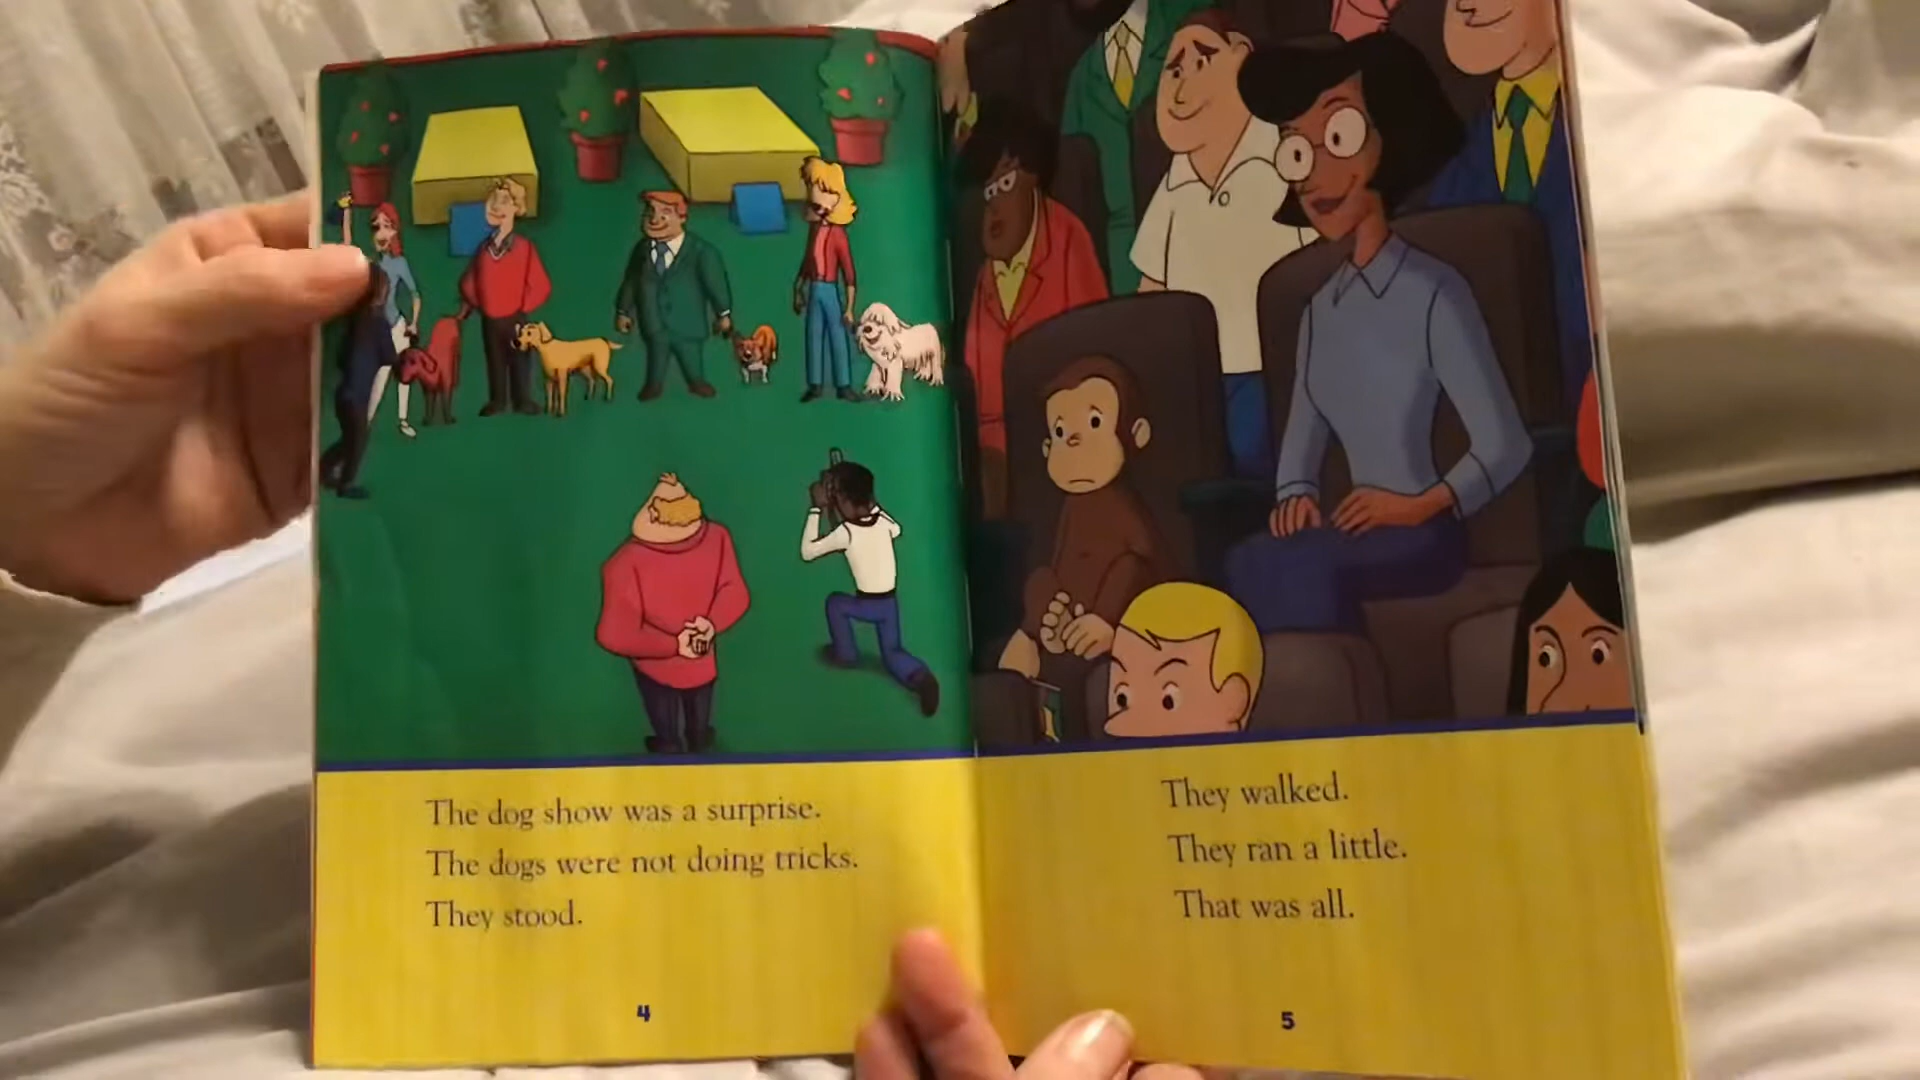 The dog show was a surprise.
The dogs were not doing tricks.
They stood.
4
They walked.
They ran a little.
That was all.
5